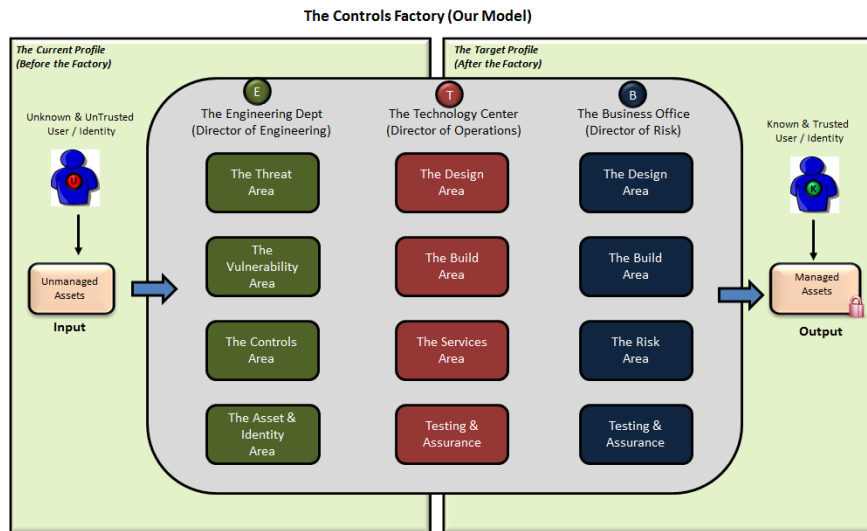 The Controls Factory (Our Model)
The Current Profile
(Before the Factory)
The Target Profile
(After the Factory)
E
T
B
The Engineering Dept
(Director of Engineering)
The Technology Center
(Director of Operations)
The Business Office
(Director of Risk)
Unknown & UnTrusted
User / Identity
U
Known & Trusted
User / Identity
K
The Threat
Area
The Design
Area
The Design
Area
Unmanaged
Assets
Input
The
Vulnerability
Area
The Build
Area
The Build
Area
Managed
Assets
Output
The Controls
Area
The Services
Area
The Risk
Area
The Asset &
Identity
Area
Testing &
Assurance
Testing &
Assurance